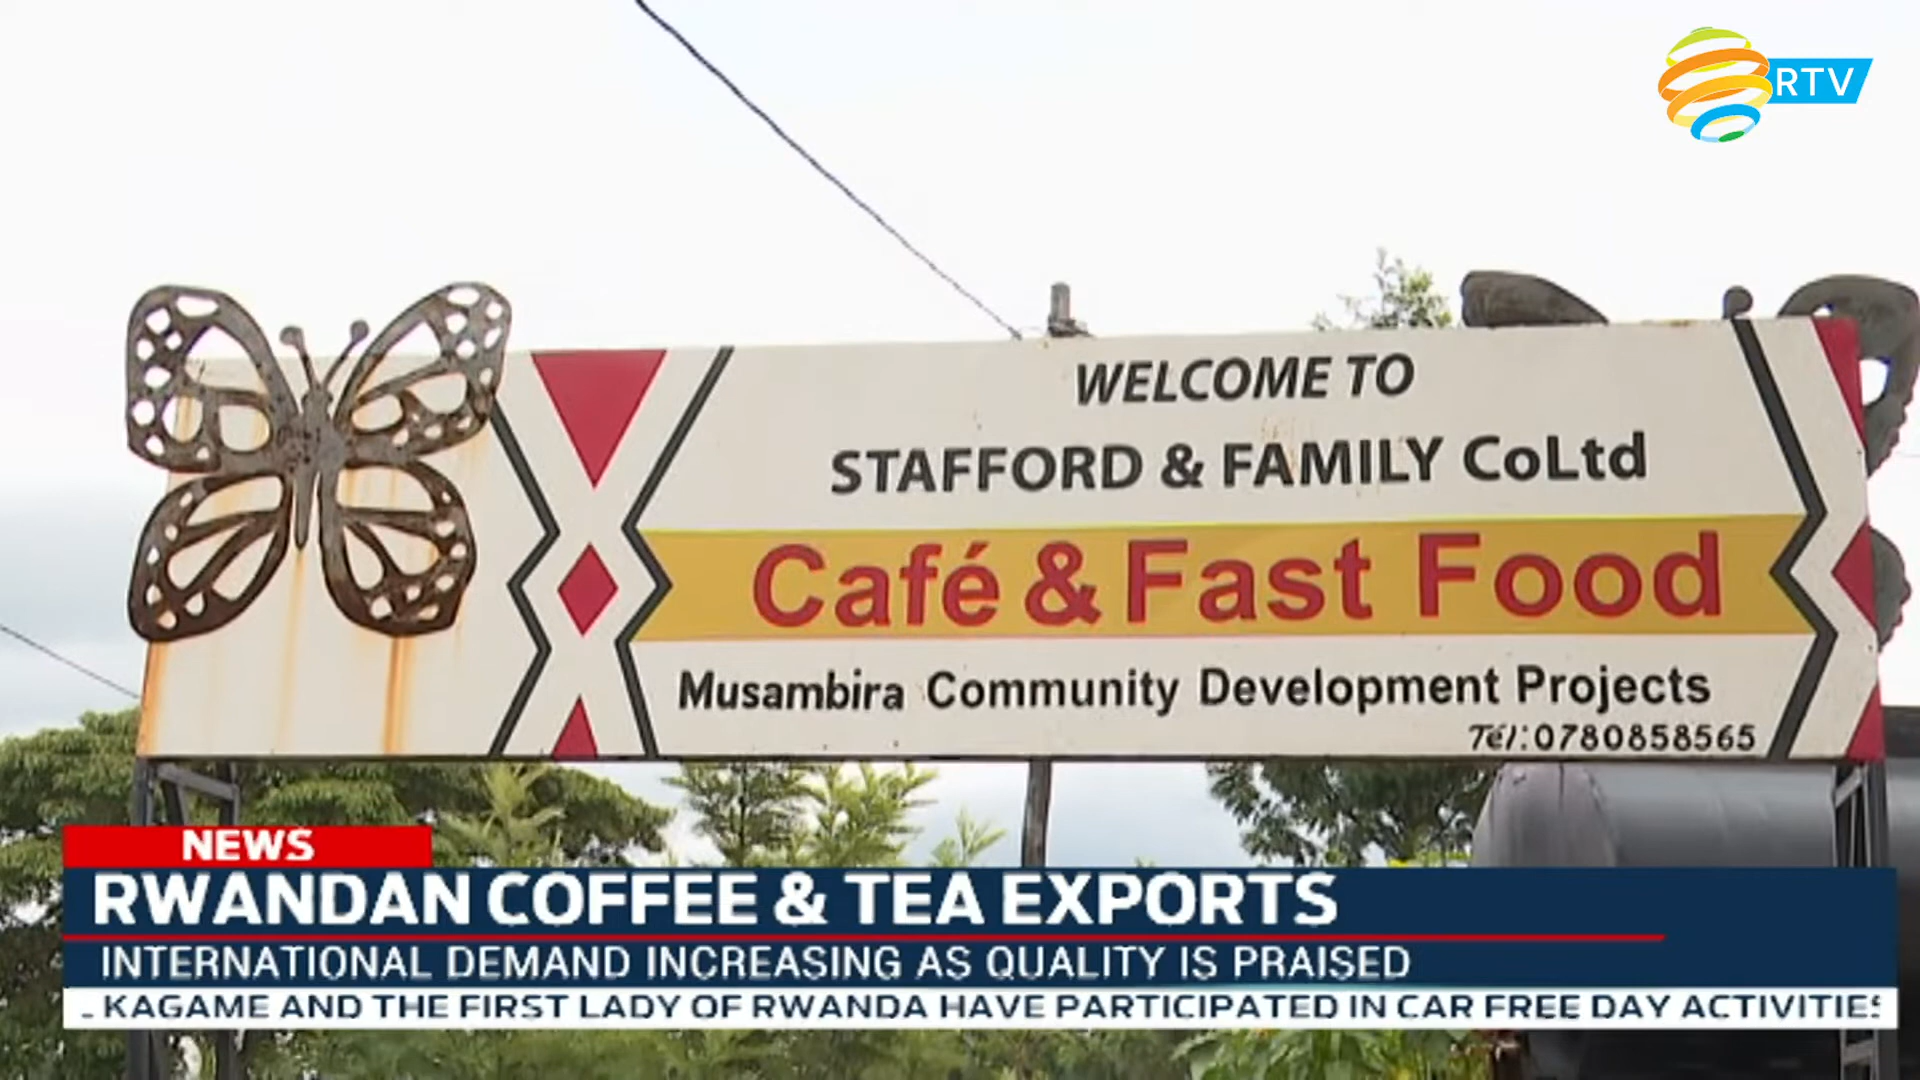 RTV
WELCOME TO
STAFFORD & FAMILY CoLtd
Café & Fast Food
Musambira Community Development Projects
Tél:0780858565
NEWS
RWANDAN COFFEE & TEA EXPORTS
INTERNATIONAL DEMAND INCREASING AS QUALITY IS PRAISED
KAGAME AND THE FIRST LADY OF RWANDA HAVE PARTICIPATED IN CAR FREE DAY ACTIVITIES